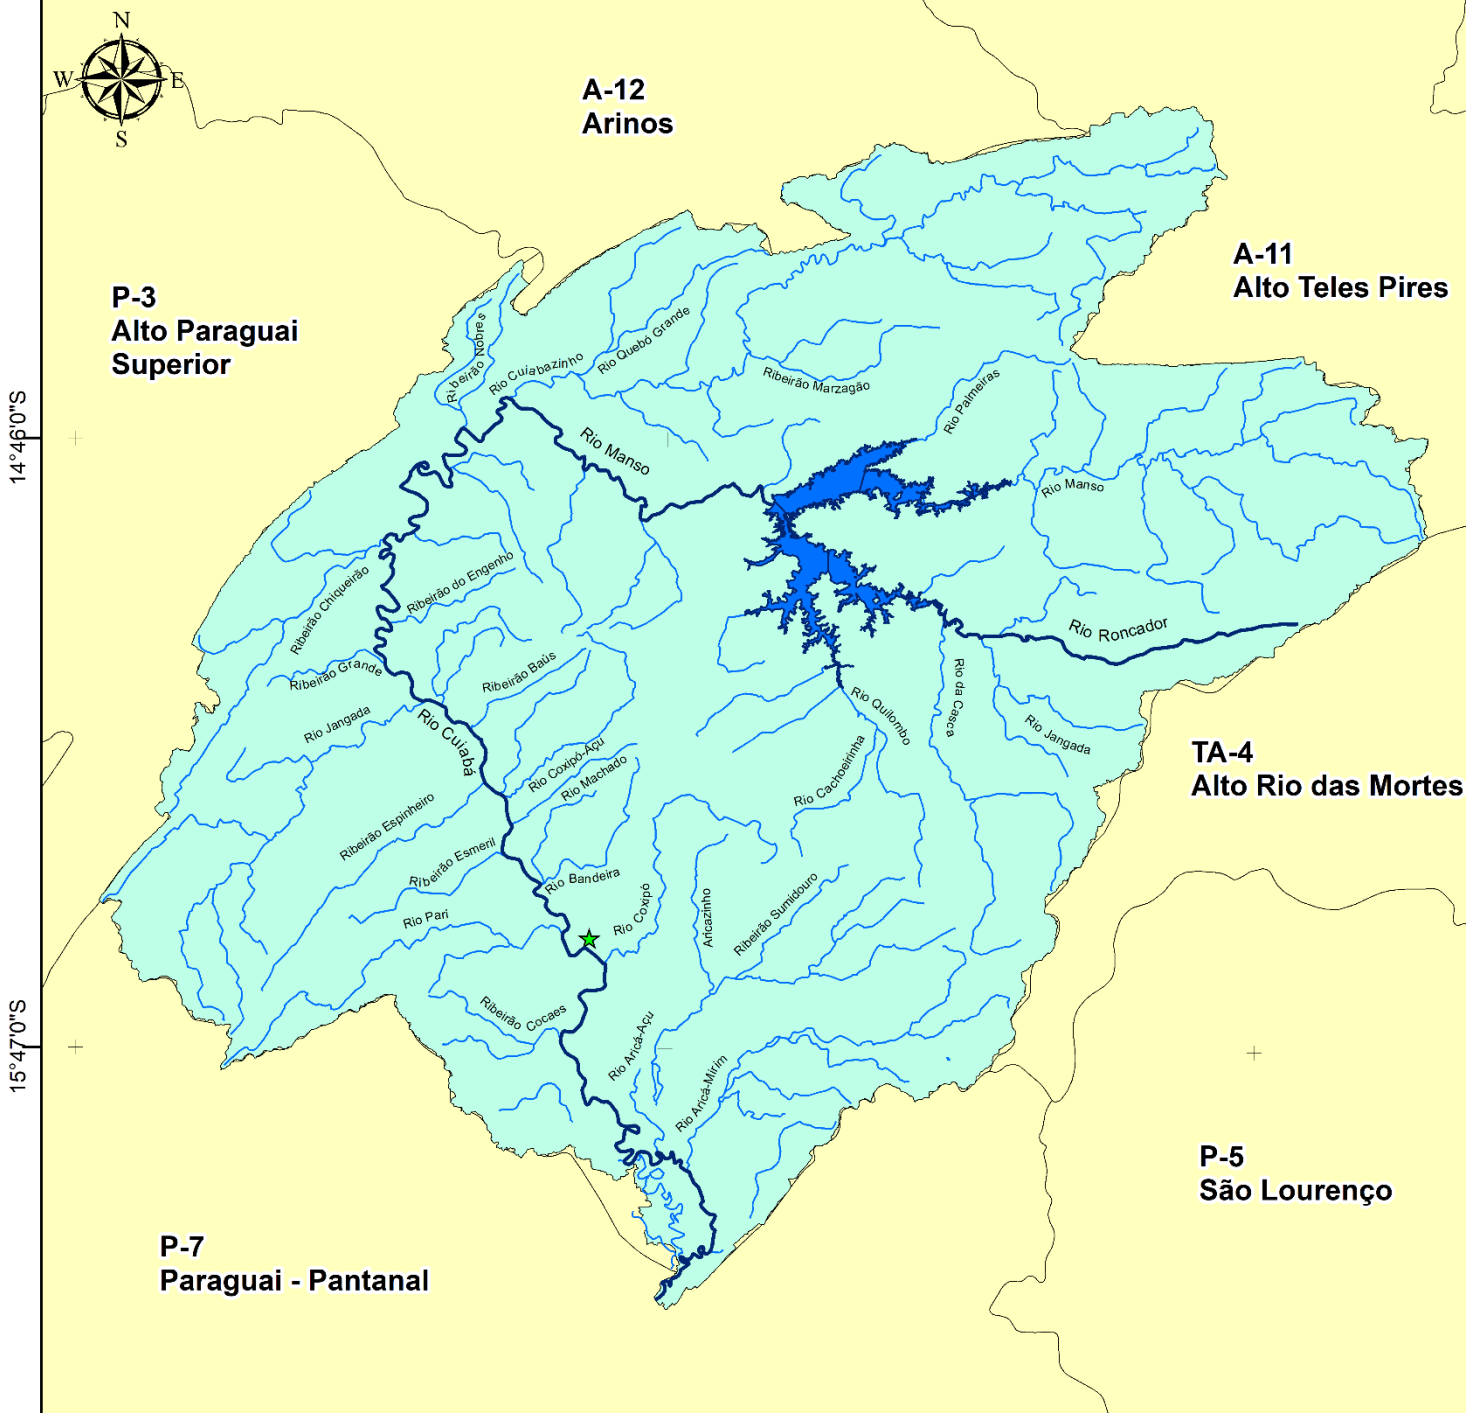 N
W
E
S
A-12
Arinos
A-11
Alto Teles Pires
P-3
Alto Paraguai
Superior
14°46'0"S
Ribeirão Nobres
Rio Cuiabazinho
Rio Quebó Grande
Ribeirão Marzagão
Rio Palmeiras
Rio Manso
Rio Manso
Ribeirão Chiqueirão
Ribeirão do Engenho
Rio Roncador
Ribeirão Grande
Ribeirão Baús
Rio da Casca
Rio Quilombo
Rio Jangada
Rio Jangada
Rio Cuiabá
TA-4
Alto Rio das Mortes
Rio Coxipó-Açu
Rio Machado
Rio Cachoeirinha
Ribeirão Espinheiro
Ribeirão Esmeril
Rio Bandeira
Rio Pari
Rio Coxipó
Aricazinho
Ribeirão Sumidouro
15°47'0"S
Ribeirão Cocaes
Rio Aricá-Açu
Rio Aricá-Mirim
P-5
São Lourenço
P-7
Paraguai - Pantanal